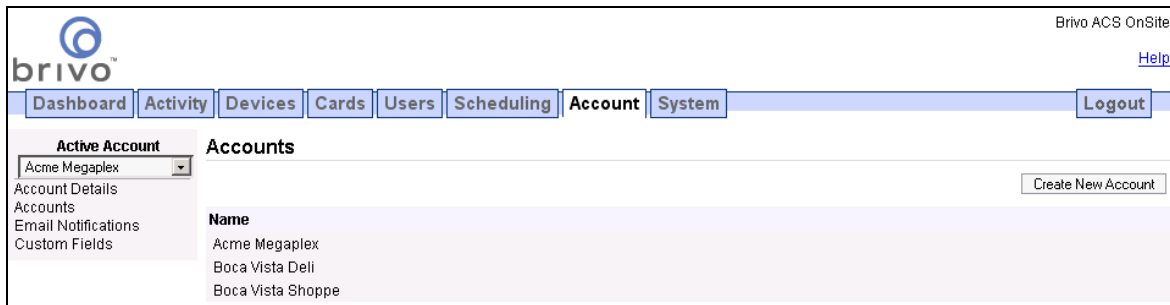 Brivo ACS OnSite
brivo™
Help
Dashboard Activity Devices Cards Users Scheduling Account System Logout
Active Account
Acme Megaplex
Account Details
Accounts
Email Notifications
Custom Fields
Accounts
Create New Account
Name
Acme Megaplex
Boca Vista Deli
Boca Vista Shoppe